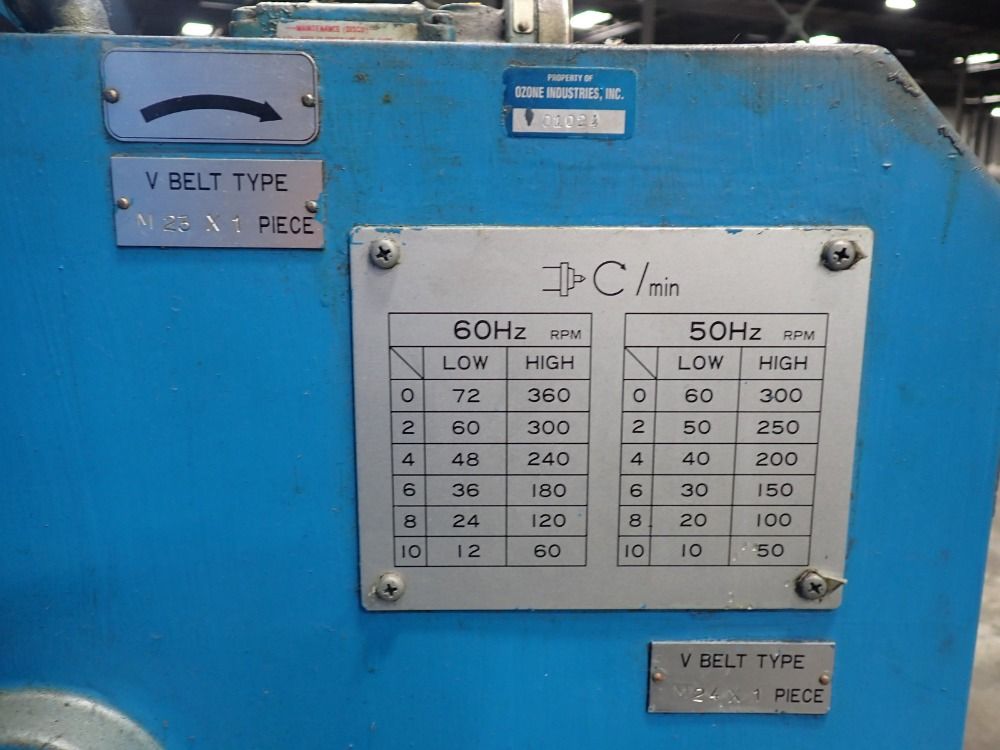 MAINTENANCE (DISCO)
PROPERTY OF
OZONE INDUSTRIES, INC.
01024
V BELT TYPE
M 25 X 1 PIECE
/min
60Hz RPM
LOW HIGH
0 72 360
2 60 300
4 48 240
6 36 180
8 24 120
10 12 60
50Hz RPM
LOW HIGH
0 60 300
2 50 250
4 40 200
6 30 150
8 20 100
10 10 50
V BELT TYPE
M 24 X 1 PIECE